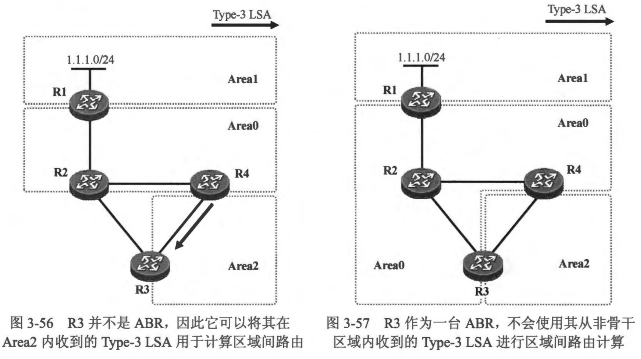 Type-3 LSA
1.1.1.0/24
Area1
R1
Area0
R2
R4
Area2
R3
图 3-56 R3 并不是 ABR，因此它可以将其在
Area2 内收到的 Type-3 LSA 用于计算区域间路由
Type-3 LSA
1.1.1.0/24
Area1
R1
Area0
R2
R4
Area0
Area2
R3
图 3-57 R3 作为一台 ABR，不会使用其从非骨干
区域内收到的 Type-3 LSA 进行区域间路由计算